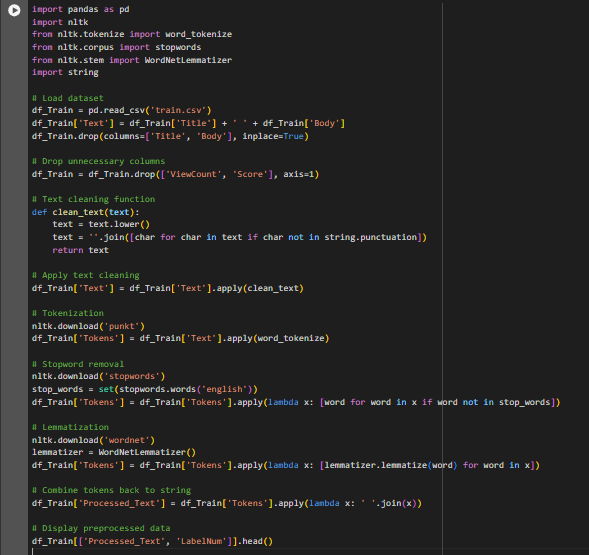 import pandas as pd
import nltk
from nltk.tokenize import word_tokenize
from nltk.corpus import stopwords
from nltk.stem import WordNetLemmatizer
import string

# Load dataset
df_Train = pd.read_csv('train.csv')
df_Train['Text'] = df_Train['Title'] + ' ' + df_Train['Body']
df_Train.drop(columns=['Title', 'Body'], inplace=True)

# Drop unnecessary columns
df_Train = df_Train.drop(['ViewCount', 'Score'], axis=1)

# Text cleaning function
def clean_text(text):
    text = text.lower()
    text = ''.join([char for char in text if char not in string.punctuation])
    return text

# Apply text cleaning
df_Train['Text'] = df_Train['Text'].apply(clean_text)

# Tokenization
nltk.download('punkt')
df_Train['Tokens'] = df_Train['Text'].apply(word_tokenize)

# Stopword removal
nltk.download('stopwords')
stop_words = set(stopwords.words('english'))
df_Train['Tokens'] = df_Train['Tokens'].apply(lambda x: [word for word in x if word not in stop_words])

# Lemmatization
nltk.download('wordnet')
lemmatizer = WordNetLemmatizer()
df_Train['Tokens'] = df_Train['Tokens'].apply(lambda x: [lemmatizer.lemmatize(word) for word in x])

# Combine tokens back to string
df_Train['Processed_Text'] = df_Train['Tokens'].apply(lambda x: ' '.join(x))

# Display preprocessed data
df_Train[['Processed_Text', 'LabelNum']].head()